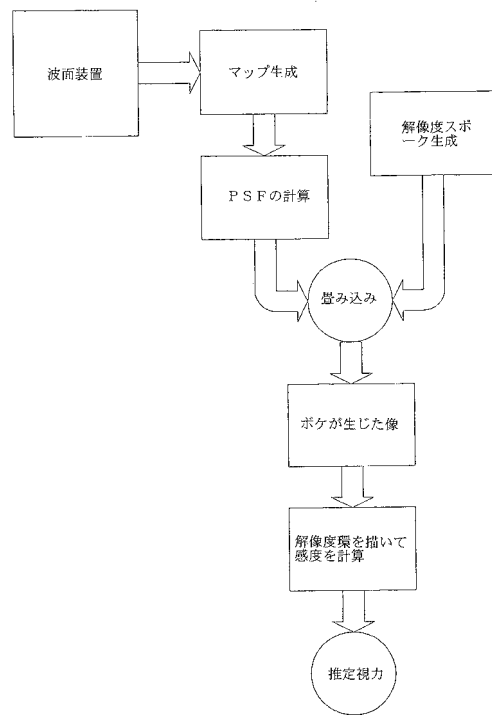 波面装置
マップ生成
解像度スポ
ーク生成
PSFの計算
畳み込み
ボケが生じた像
解像度環を描いて
感度を計算
推定視力